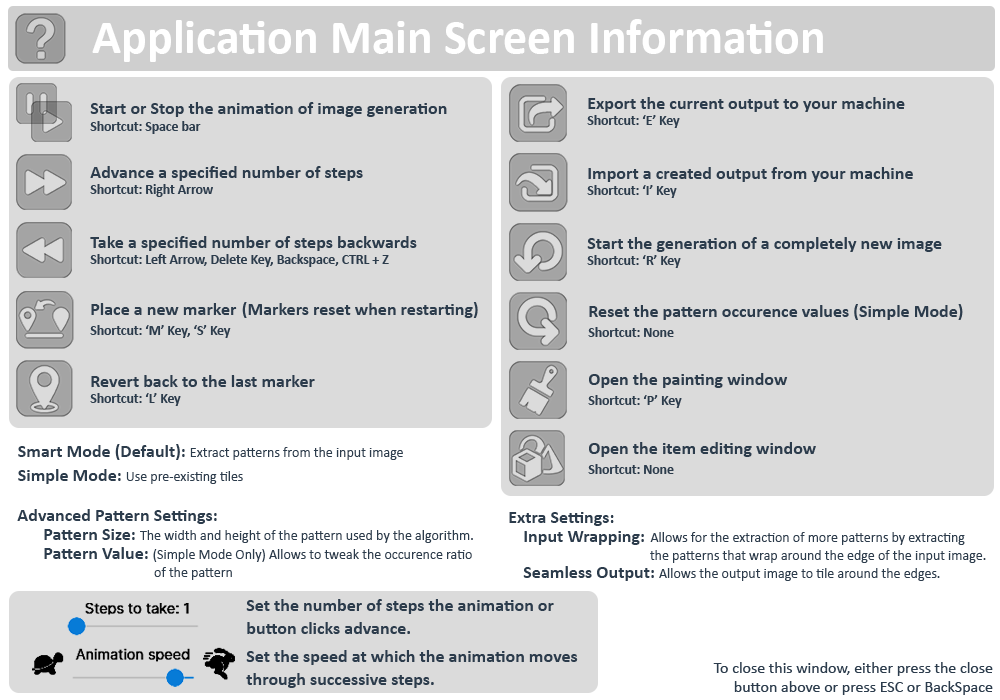 Application Main Screen Information
Start or Stop the animation of image generation
Shortcut: Space bar
Advance a specified number of steps
Shortcut: Right Arrow
Take a specified number of steps backwards
Shortcut: Left Arrow, Delete Key, Backspace, CTRL + Z
Place a new marker (Markers reset when restarting)
Shortcut: ‘M’ Key, ‘S’ Key
Revert back to the last marker
Shortcut: ‘L’ Key
Export the current output to your machine
Shortcut: ‘E’ Key
Import a created output from your machine
Shortcut: ‘I’ Key
Start the generation of a completely new image
Shortcut: ‘R’ Key
Reset the pattern occurence values (Simple Mode)
Shortcut: None
Open the painting window
Shortcut: ‘P’ Key
Open the item editing window
Shortcut: None
Smart Mode (Default): Extract patterns from the input image
Simple Mode: Use pre-existing tiles
Advanced Pattern Settings:
Pattern Size: The width and height of the pattern used by the algorithm.
Pattern Value: (Simple Mode Only) Allows to tweak the occurence ratio
of the pattern
Extra Settings:
Input Wrapping: Allows for the extraction of more patterns by extracting
the patterns that wrap around the edge of the input image.
Seamless Output: Allows the output image to tile around the edges.
Steps to take: 1
Set the number of steps the animation or
button clicks advance.
Animation speed
Set the speed at which the animation moves
through successive steps.
To close this window, either press the close
button above or press ESC or BackSpace